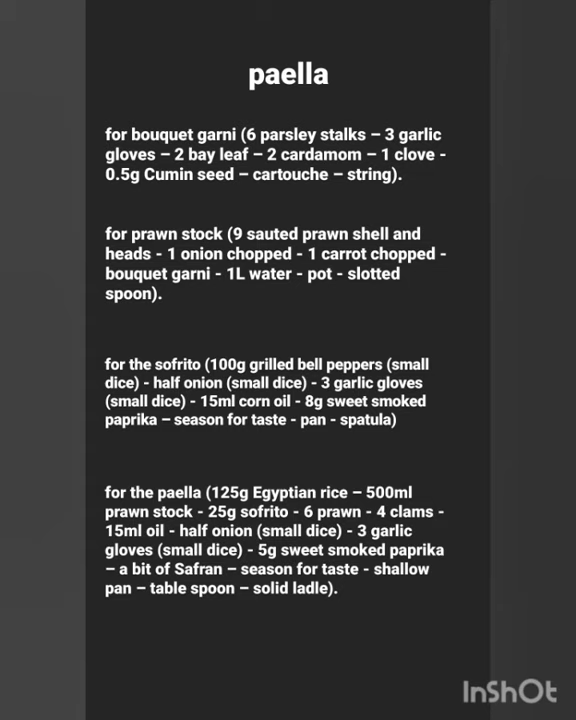 paella
for bouquet garni (6 parsley stalks – 3 garlic
gloves – 2 bay leaf – 2 cardamom – 1 clove -
0.5g Cumin seed – cartouche – string).
for prawn stock (9 sauted prawn shell and
heads - 1 onion chopped - 1 carrot chopped -
bouquet garni - 1L water - pot - slotted
spoon).
for the sofrito (100g grilled bell peppers (small
dice) - half onion (small dice) - 3 garlic gloves
(small dice) - 15ml corn oil - 8g sweet smoked
paprika – season for taste - pan - spatula)
for the paella (125g Egyptian rice – 500ml
prawn stock - 25g sofrito - 6 prawn - 4 clams -
15ml oil - half onion (small dice) - 3 garlic
gloves (small dice) - 5g sweet smoked paprika
– a bit of Safran – season for taste - shallow
pan – table spoon – solid ladle).
InShOt